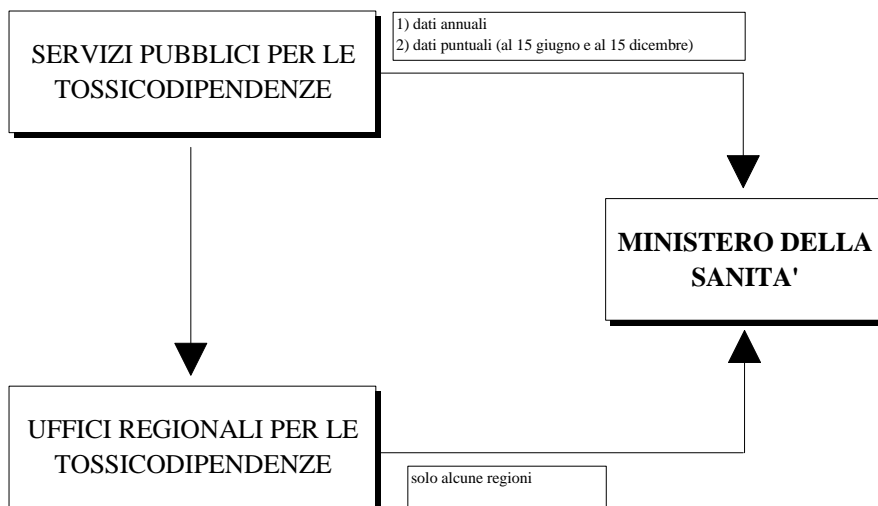 SERVIZI PUBBLICI PER LE
TOSSICODIPENDENZE
1) dati annuali
2) dati puntuali (al 15 giugno e al 15 dicembre)
MINISTERO DELLA
SANITA'
UFFICI REGIONALI PER LE
TOSSICODIPENDENZE
solo alcune regioni